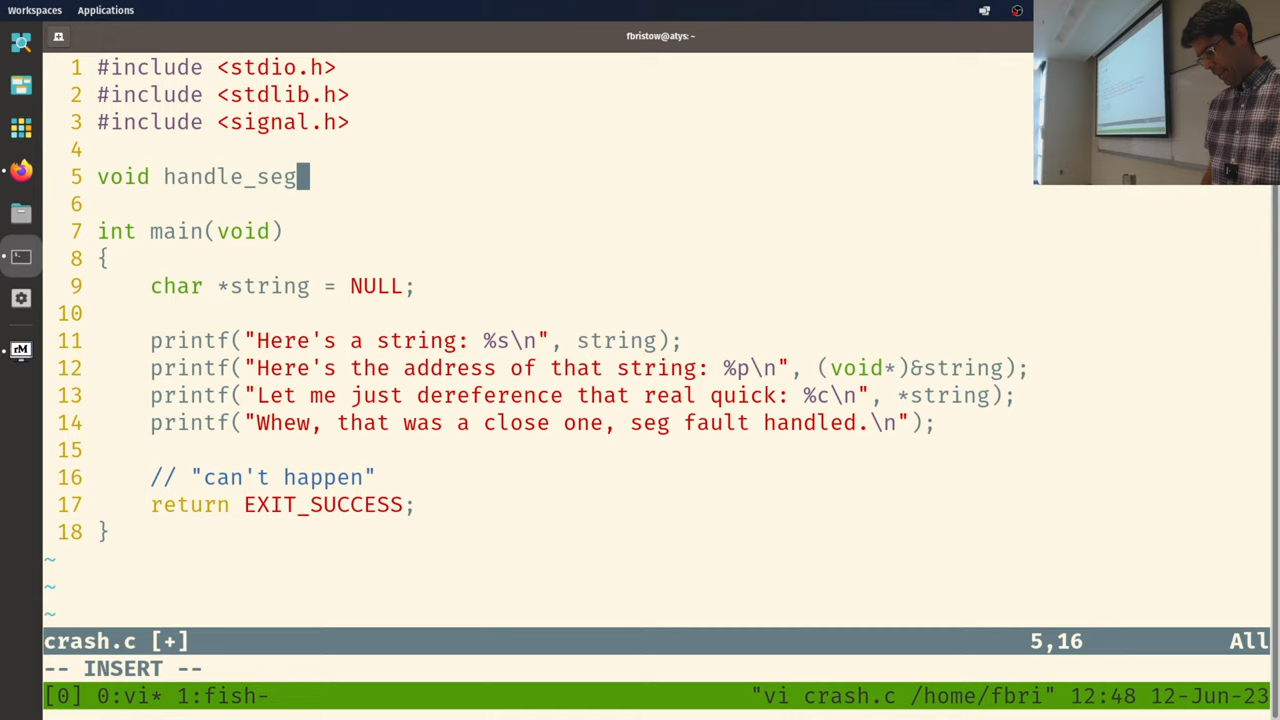 Workspaces Applications
fbristow@atys: ~
1 #include <stdio.h>
2 #include <stdlib.h>
3 #include <signal.h>
4
5 void handle_seg
6
7 int main(void)
8 {
9 char *string = NULL;
10
11 printf("Here's a string: %s\n", string);
12 printf("Here's the address of that string: %p\n", (void*)&string);
13 printf("Let me just dereference that real quick: %c\n", *string);
14 printf("Whew, that was a close one, seg fault handled.\n");
15
16 // "can't happen"
17 return EXIT_SUCCESS;
18 }
~
~
~
crash.c [+] 5,16 All
-- INSERT --
[0] 0:vi* 1:fish- "vi crash.c /home/fbri" 12:48 12-Jun-23
rM